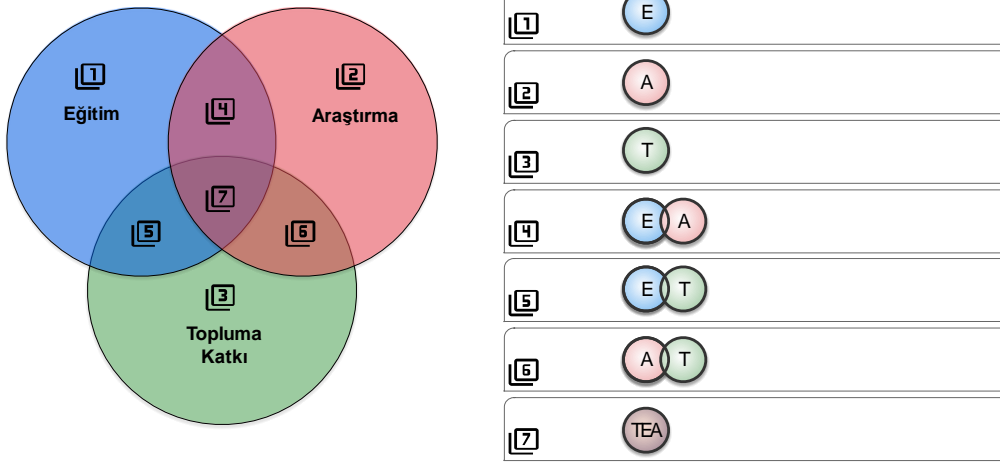 1
Eğitim
2
Araştırma
4
7
5
6
3
Topluma
Katkı
1 E
2 A
3 T
4 E A
5 E T
6 A T
7 TEA